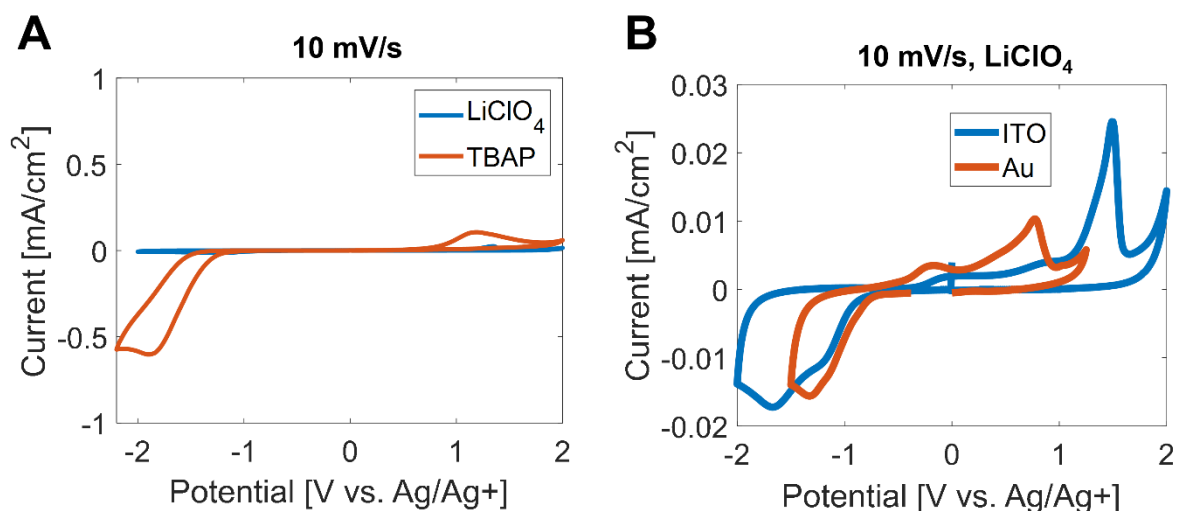 A
10 mV/s
LiClO4
TBAP
1
0.5
0
-0.5
-1
-2
-1
0
1
2
Current [mA/cm2]
Potential [V vs. Ag/Ag+]
B
10 mV/s, LiClO4
ITO
Au
0.03
0.02
0.01
0
-0.01
-0.02
-2
-1
0
1
2
Current [mA/cm2]
Potential [V vs. Ag/Ag+]